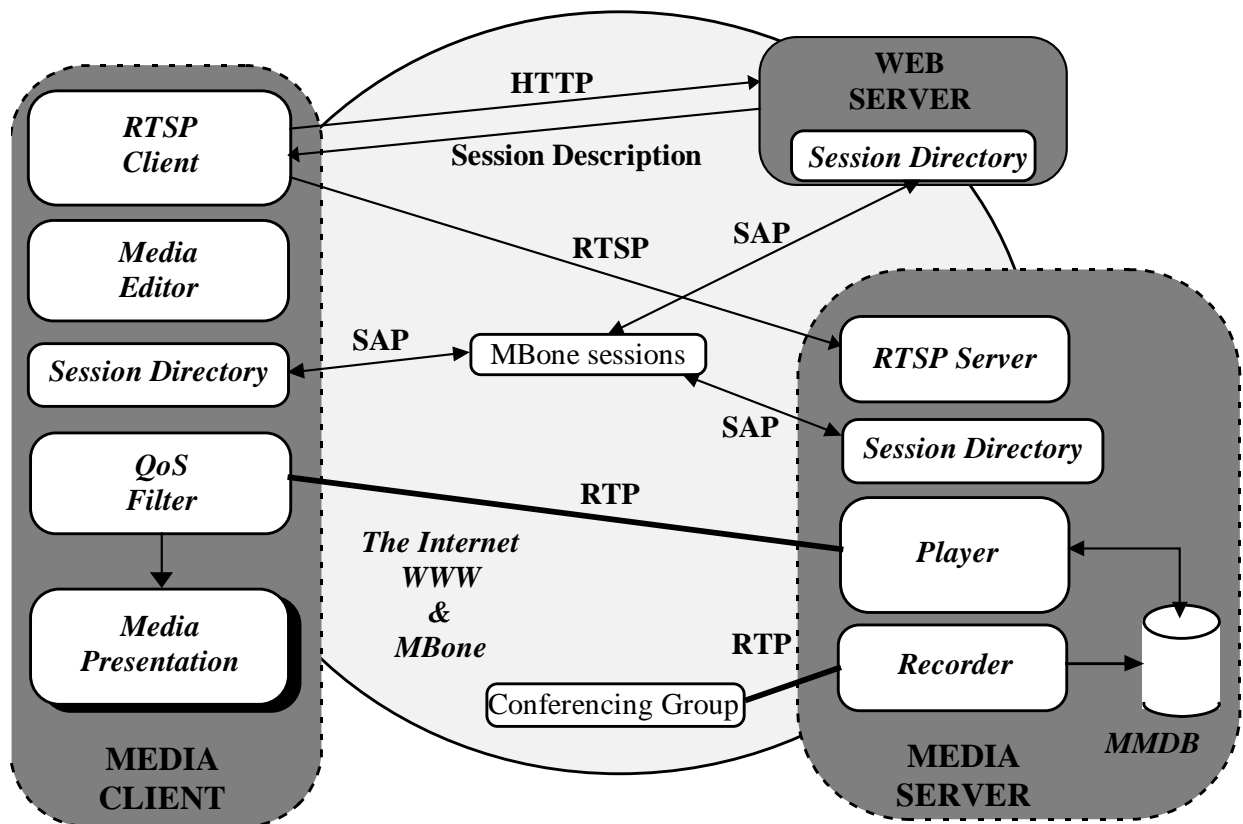 WEB
SERVER
Session Directory
HTTP
Session Description
RTSP
Client
Media
Editor
Session Directory
QoS
Filter
Media
Presentation
MEDIA
CLIENT
RTSP
SAP
SAP
MBone sessions
SAP
RTP
The Internet
WWW
&
MBone
RTP
Conferencing Group
RTSP Server
Session Directory
Player
Recorder
MMDB
MEDIA
SERVER